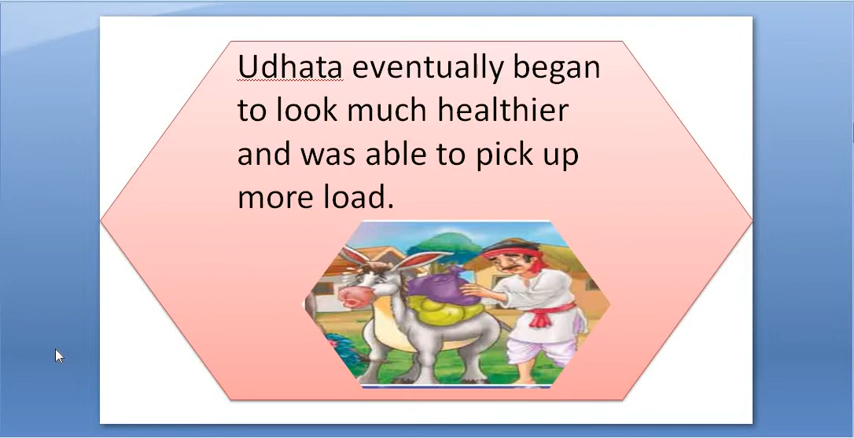 Udhata eventually began
to look much healthier
and was able to pick up
more load.